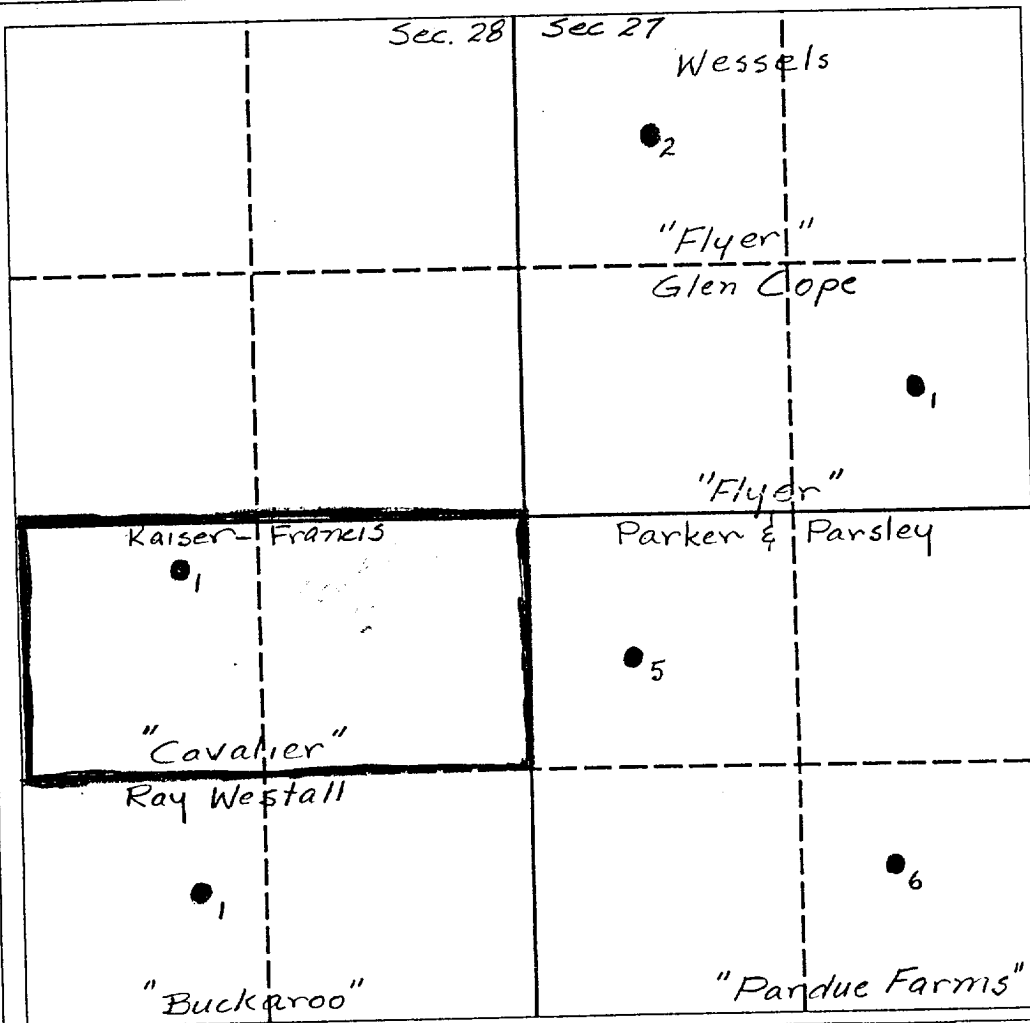 Sec. 28 Sec 27
Wessels
2
"Flyer"
Glen Cope
1
"Flyer"
Kaiser-Francis
Parker & Parsley
1
5
"Cavalier"
Ray Westall
1
6
"Buckaroo"
"Pardue Farms"